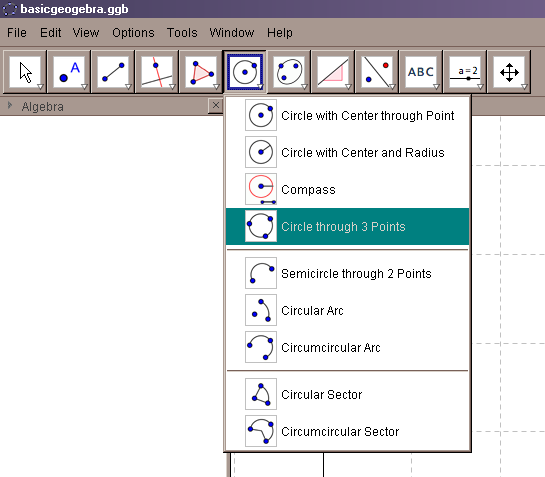 basicgeogebra.ggb
File Edit View Options Tools Window Help
A ABC a=2
Algebra
Circle with Center through Point
Circle with Center and Radius
Compass
Circle through 3 Points
Semicircle through 2 Points
Circular Arc
Circumcircular Arc
Circular Sector
Circumcircular Sector